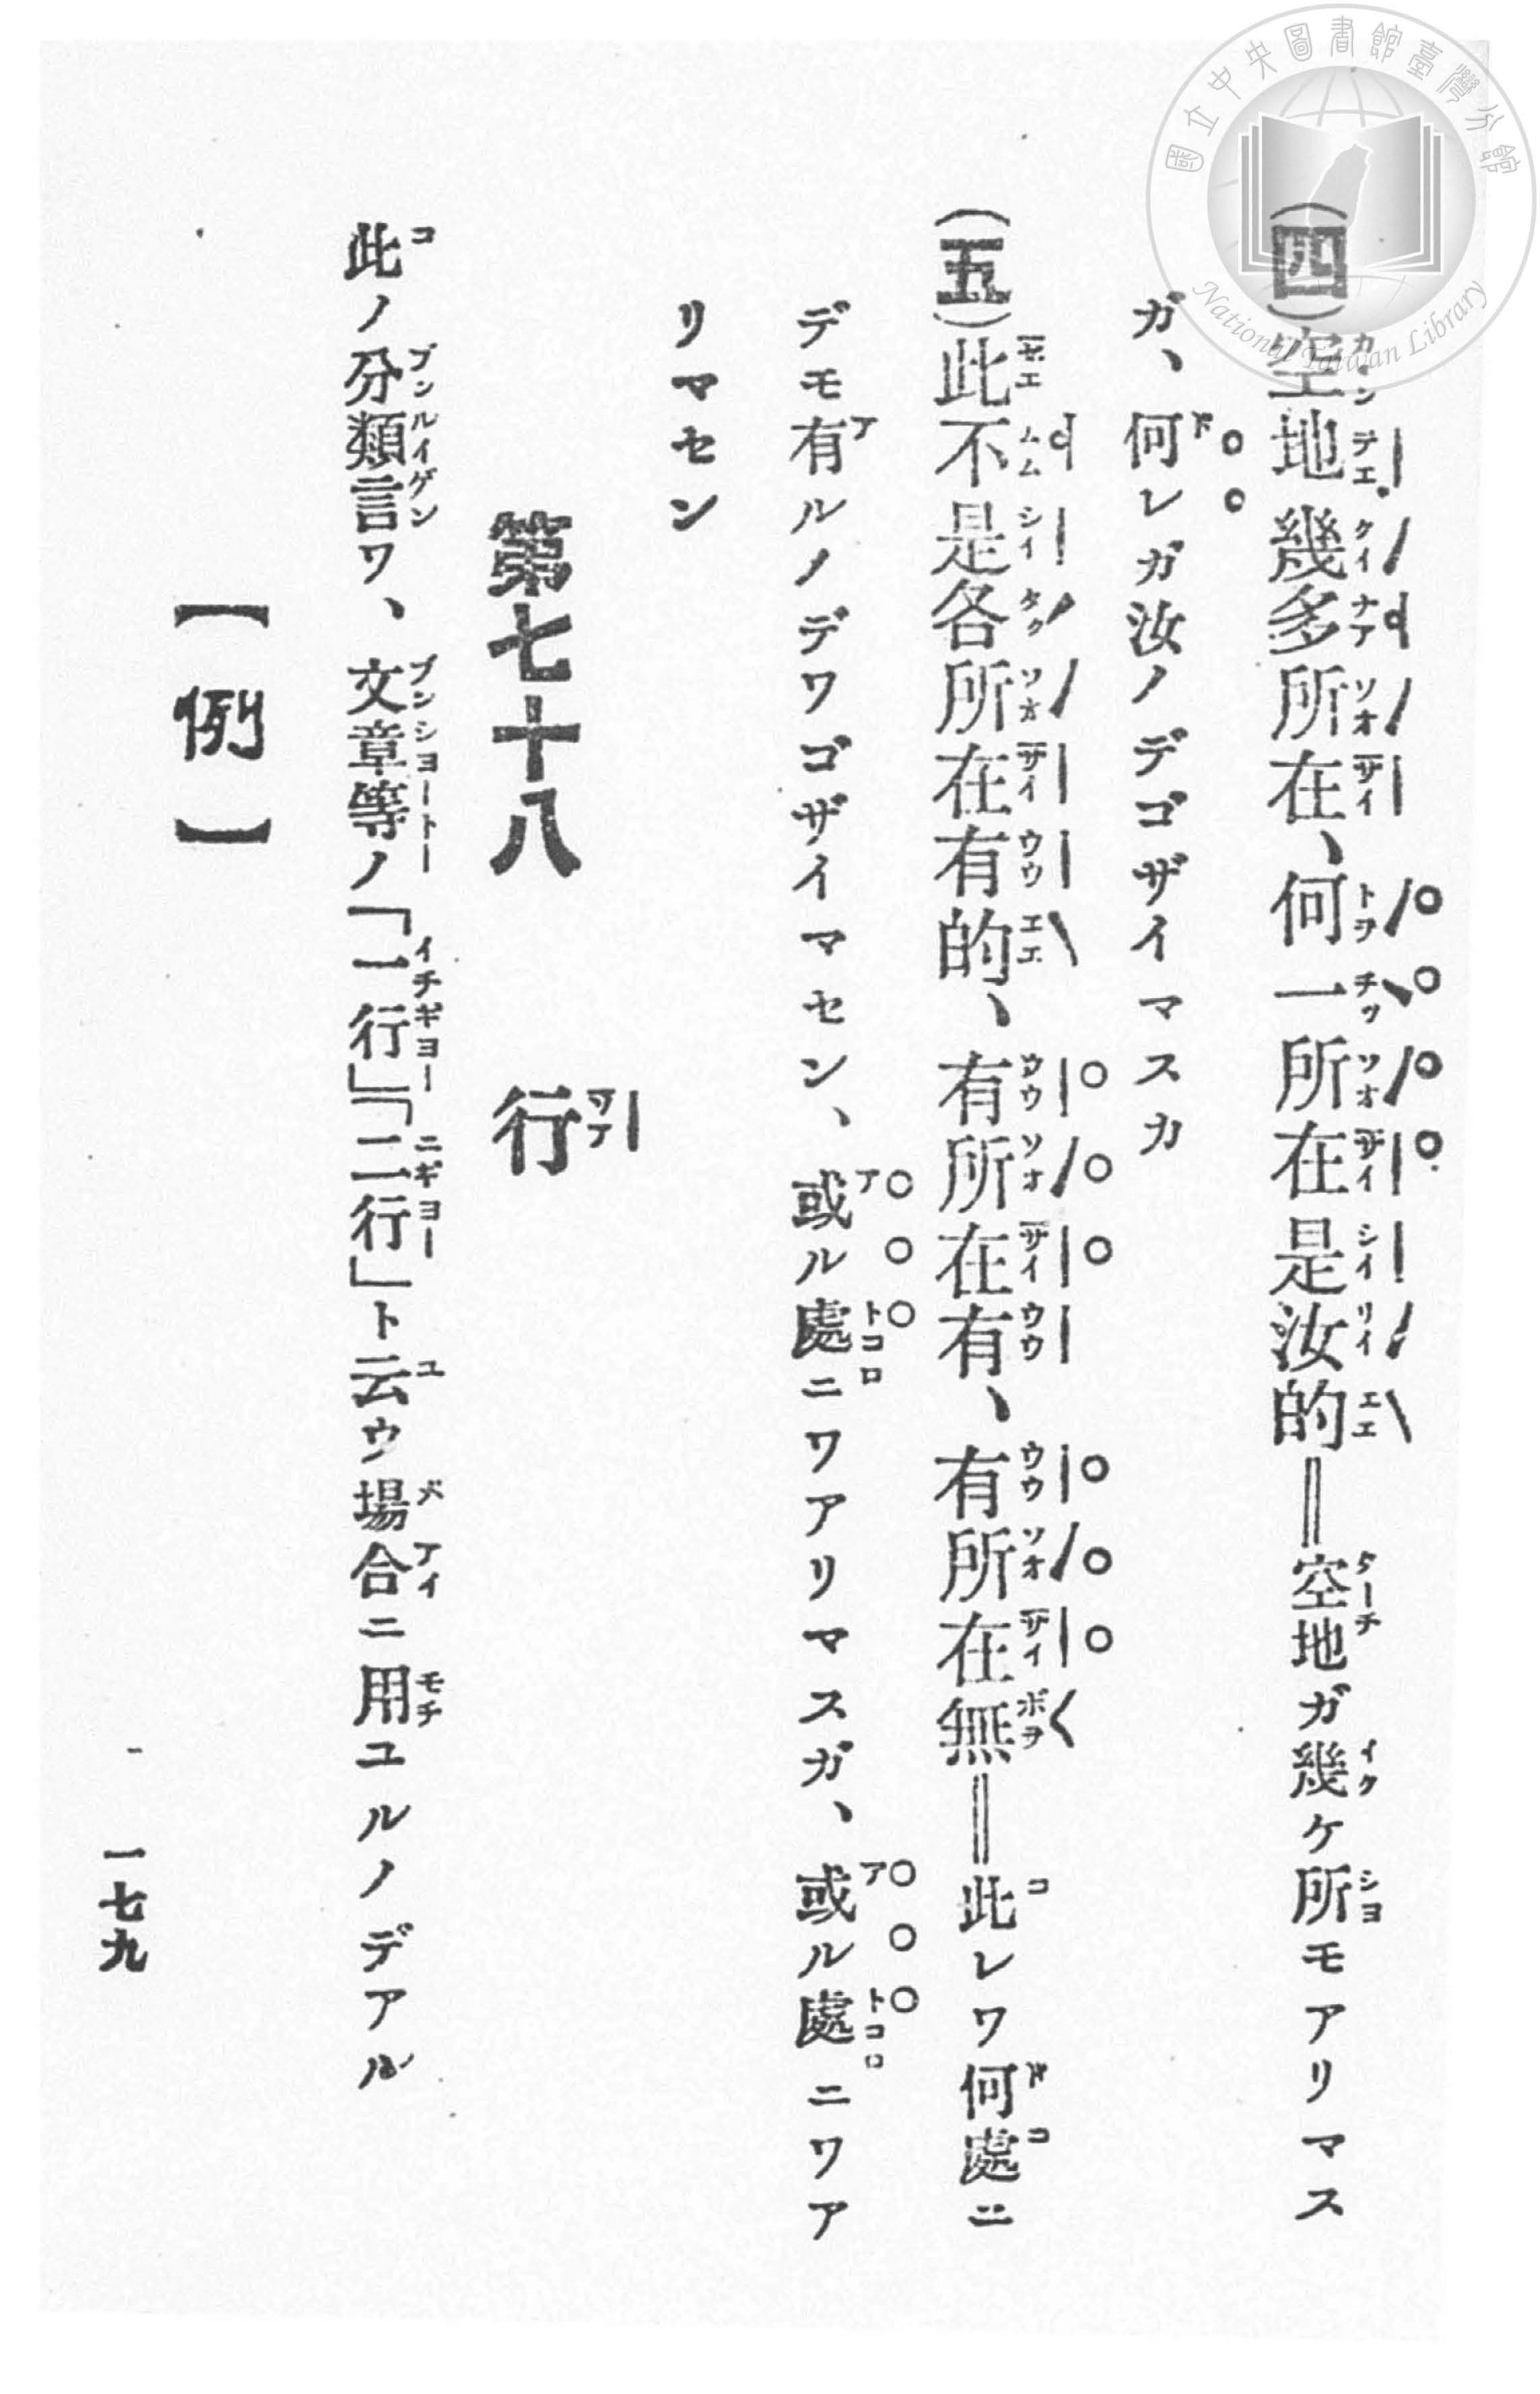 國立中央圖書館臺灣分館
National Taiwan Library
(四)空地幾多所在、何一所在是汝的＝空地ガ幾ケ所モアリマス
ガ、何レガ汝ノデゴザイマスカ
(五)此不是各所在有的、有所在有、有所在無＝此レワ何處ニ
デモ有ルノデワゴザイマセン、或ル處ニワアリマスガ、或ル處ニワア
リマセン
第七十八 行
此ノ分類言ワ、文章等ノ「一行」「二行」ト云ウ場合ニ用ユルノデアル
【例】
一七九